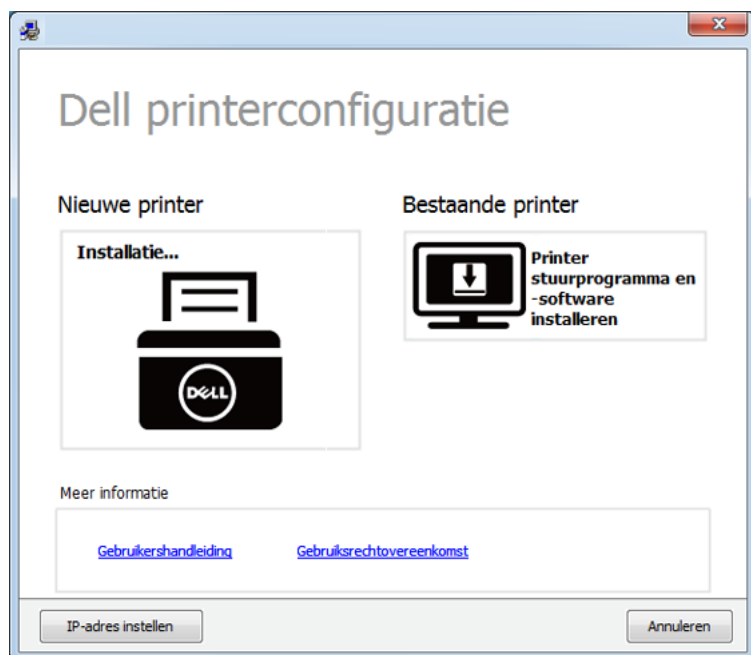 Dell printerconfiguratie
Nieuwe printer
Installatie...
DELL
Bestaande printer
Printer
stuurprogramma en
-software
installeren
Meer informatie
Gebruikershandleiding
Gebruiksrechtovereenkomst
IP-adres instellen
Annuleren